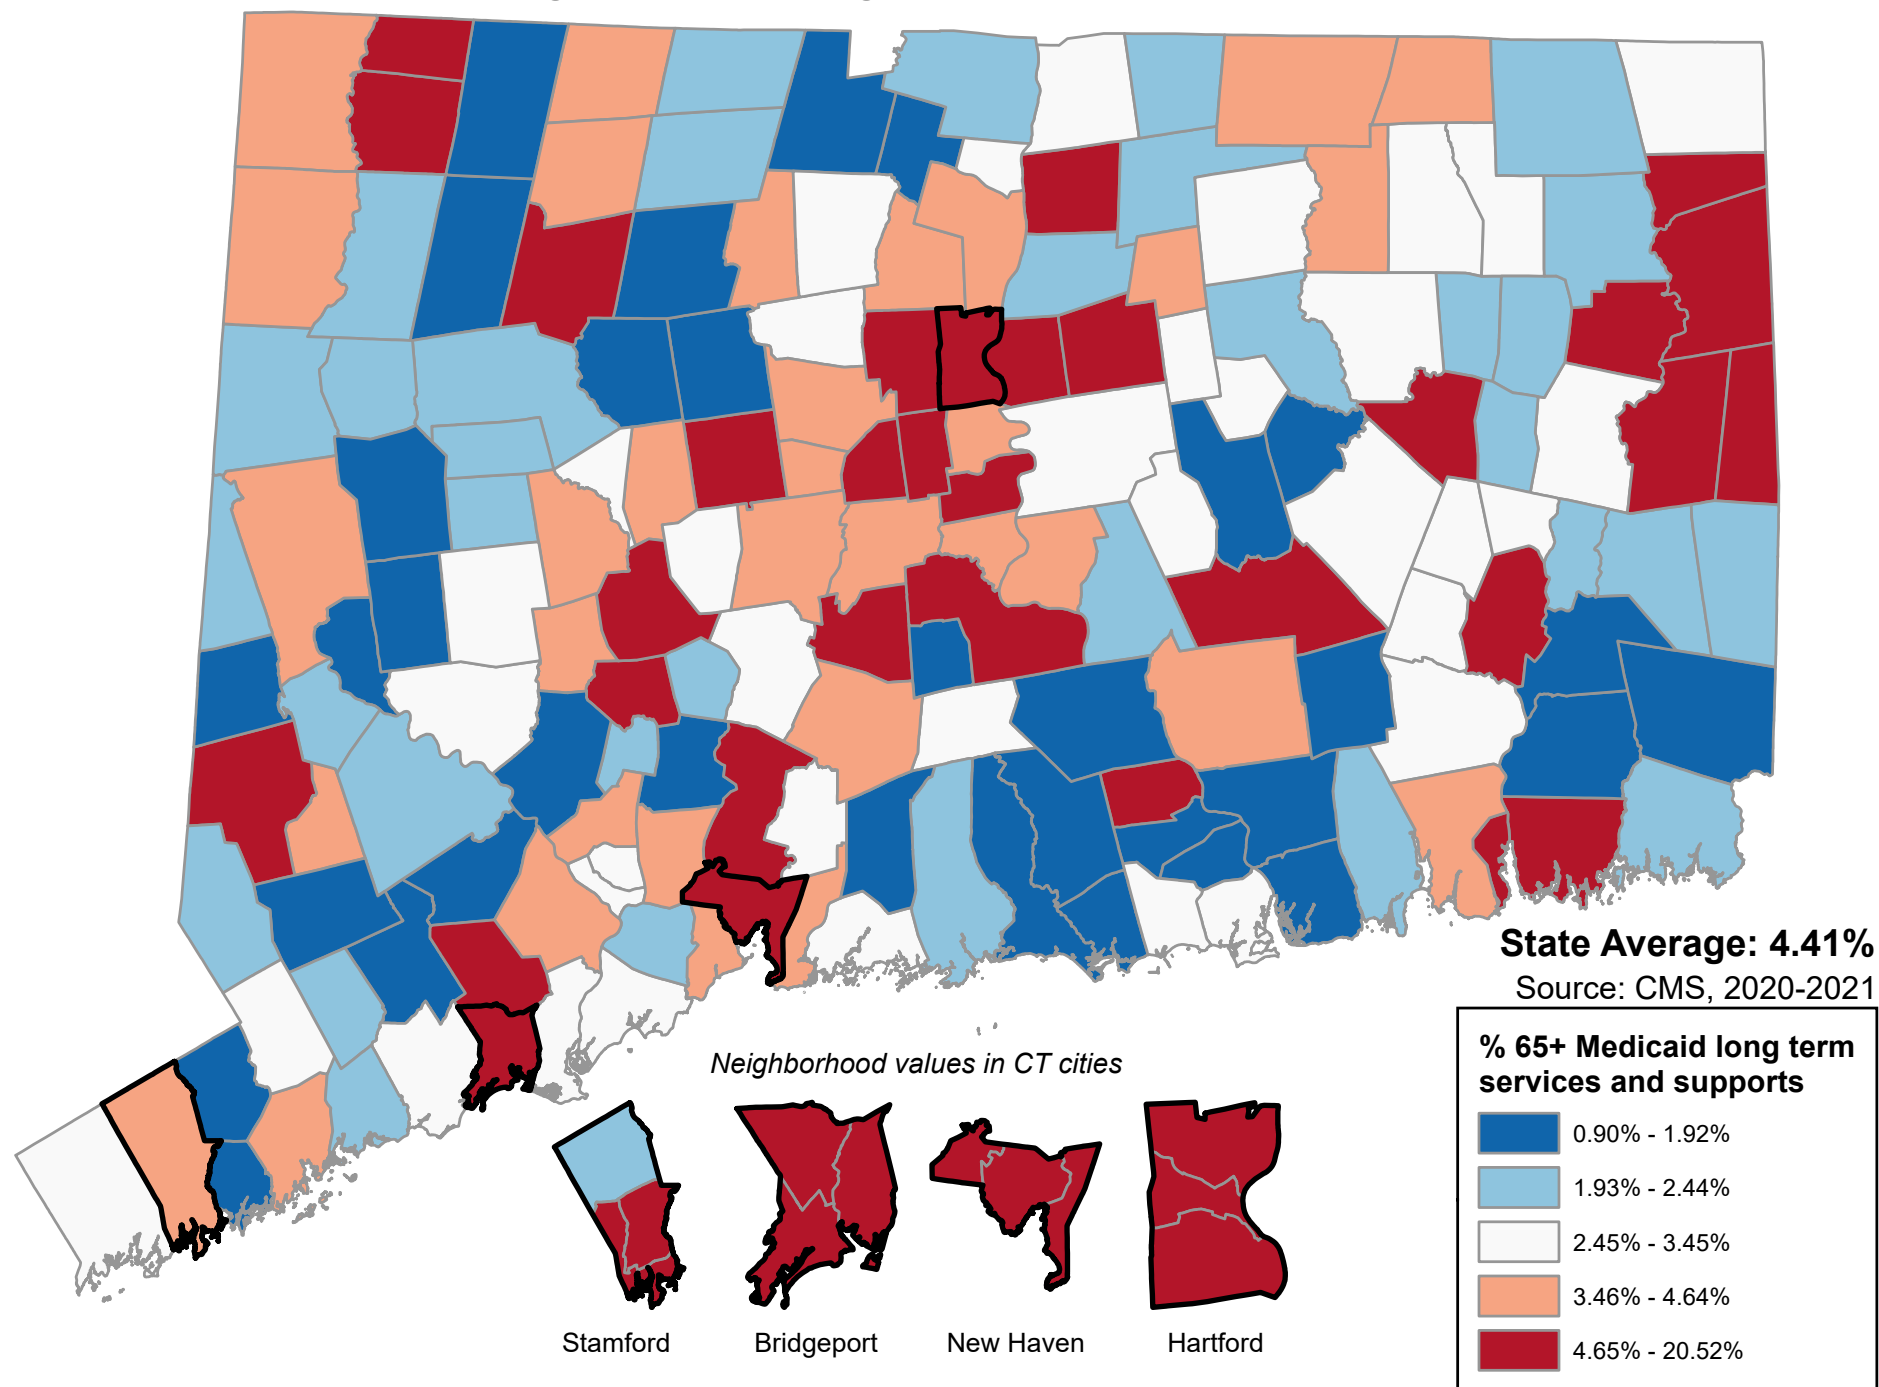 State Average: 4.41%
Source: CMS, 2020-2021
% 65+ Medicaid long term
services and supports
0.90% - 1.92%
1.93% - 2.44%
2.45% - 3.45%
3.46% - 4.64%
4.65% - 20.52%
Neighborhood values in CT cities
Stamford
Bridgeport
New Haven
Hartford